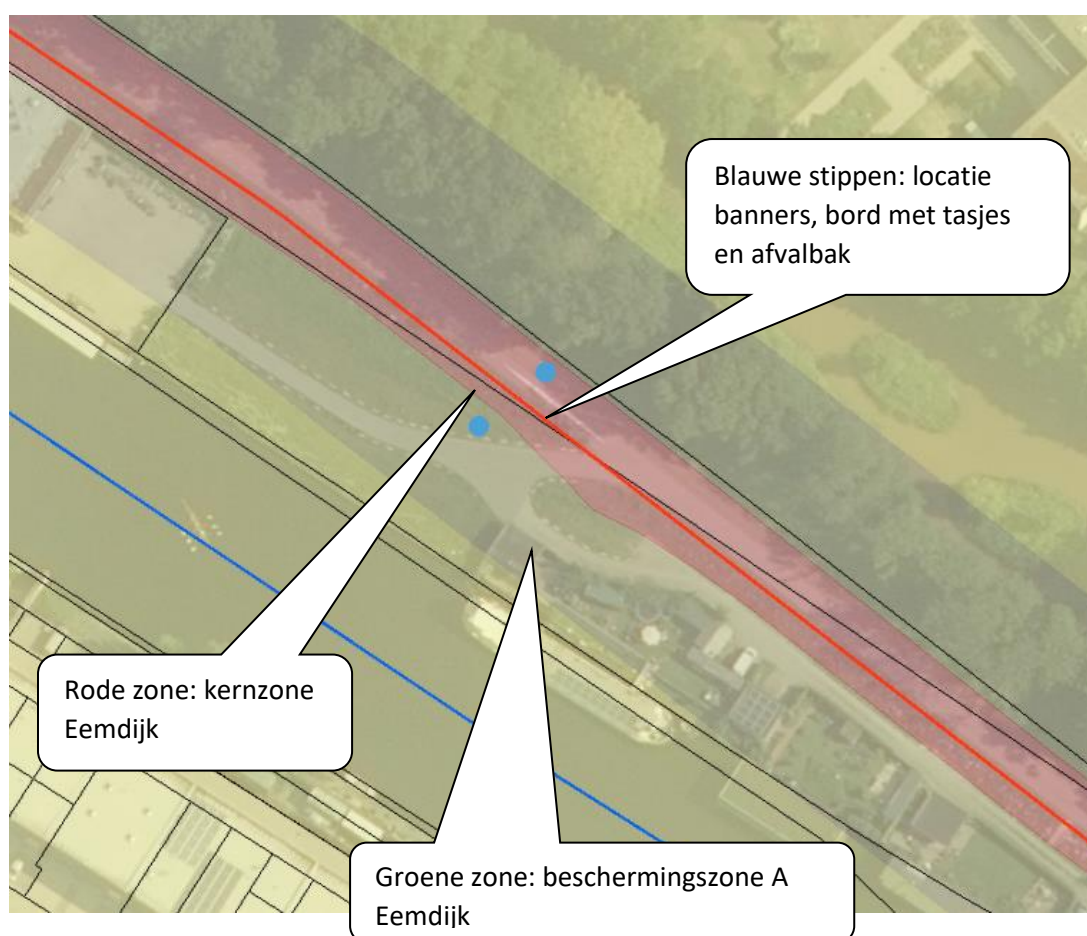 Blauwe stippen: locatie
banners, bord met tasjes
en afvalbak
Rode zone: kernzone
Eemdijk
Groene zone: beschermingszone A
Eemdijk